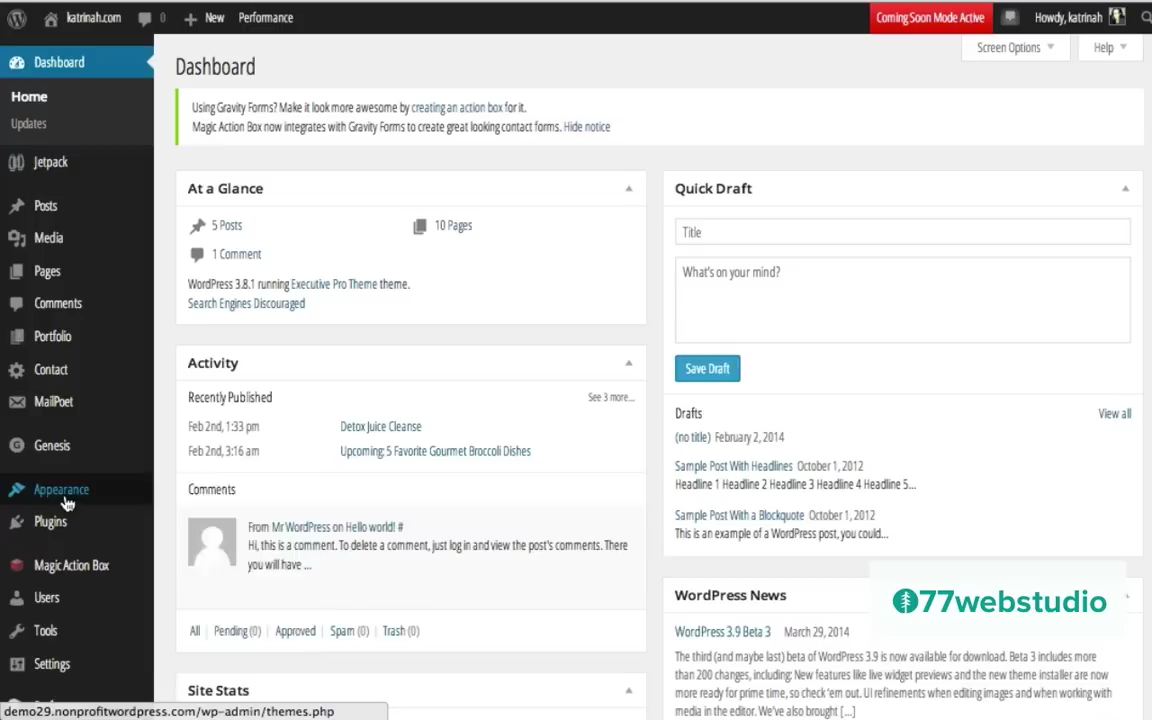 katrinah.com 0 New Performance Coming Soon Mode Active Howdy, katrinah
Dashboard
Home
Updates
Jetpack
Posts
Media
Pages
Comments
Portfolio
Contact
MailPoet
Genesis
Appearance
Plugins
Magic Action Box
Users
Tools
Settings
demo29.nonprofitwordpress.com/wp-admin/themes.php
Screen Options Help
Dashboard
Using Gravity Forms? Make it look more awesome by creating an action box for it.
Magic Action Box now integrates with Gravity Forms to create great looking contact forms. Hide notice
At a Glance
5 Posts 10 Pages
1 Comment
WordPress 3.8.1 running Executive Pro Theme theme.
Search Engines Discouraged
Activity
Recently Published See 3 more...
Feb 2nd, 1:33 pm Detox Juice Cleanse
Feb 2nd, 3:16 am Upcoming: 5 Favorite Gourmet Broccoli Dishes
Comments
From Mr WordPress on Hello world! #
Hi, this is a comment. To delete a comment, just log in and view the post's comments. There
you will have ...
All | Pending (0) | Approved | Spam (0) | Trash (0)
Site Stats
Quick Draft
Title
What's on your mind?
Save Draft
Drafts View all
(no title) February 2, 2014
Sample Post With Headlines October 1, 2012
Headline 1 Headline 2 Headline 3 Headline 4 Headline 5...
Sample Post With a Blockquote October 1, 2012
This is an example of a WordPress post, you could...
WordPress News
77webstudio
WordPress 3.9 Beta 3 March 29, 2014
The third (and maybe last) beta of WordPress 3.9 is now available for download. Beta 3 includes more
than 200 changes, including: New features like live widget previews and the new theme installer are now
more ready for prime time, so check 'em out. UI refinements when editing images and when working
with media in the editor. We've also brought [...]